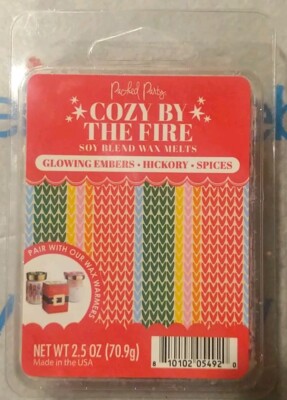 Packed Party
COZY BY
THE FIRE
SOY BLEND WAX MELTS
GLOWING EMBERS • HICKORY • SPICES
PAIR WITH OUR WAX WARMERS
NET WT 2.5 OZ (70.9g)
Made in the USA
8 10102 05492 0